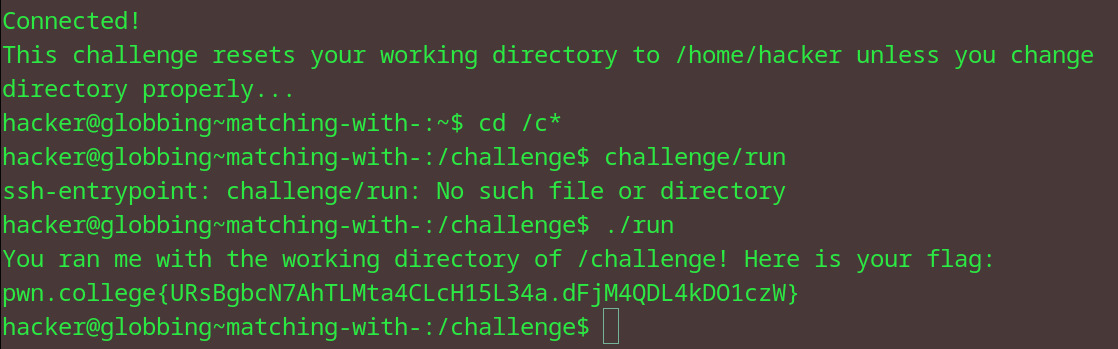 Connected!
This challenge resets your working directory to /home/hacker unless you change
directory properly...
hacker@globbing~matching-with-:~$ cd /c*
hacker@globbing~matching-with-:/challenge$ challenge/run
ssh-entrypoint: challenge/run: No such file or directory
hacker@globbing~matching-with-:/challenge$ ./run
You ran me with the working directory of /challenge! Here is your flag:
pwn.college{URsBgbcN7AhTLMta4CLcH15L34a.dFjM4QDL4kDO1czW}
hacker@globbing~matching-with-:/challenge$